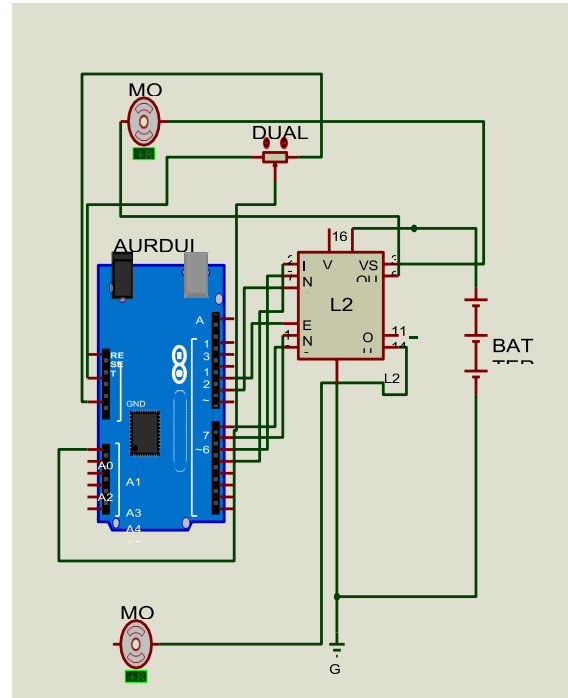 MO
DUAL
16
AURDUI
V
VS
I
N
OU
L2
A
1
3
1
2
~
E
N
O
11
14
BAT
RE
SE
T
GND
L2
7
~6
A0
A1
A2
A3
A4
MO
G